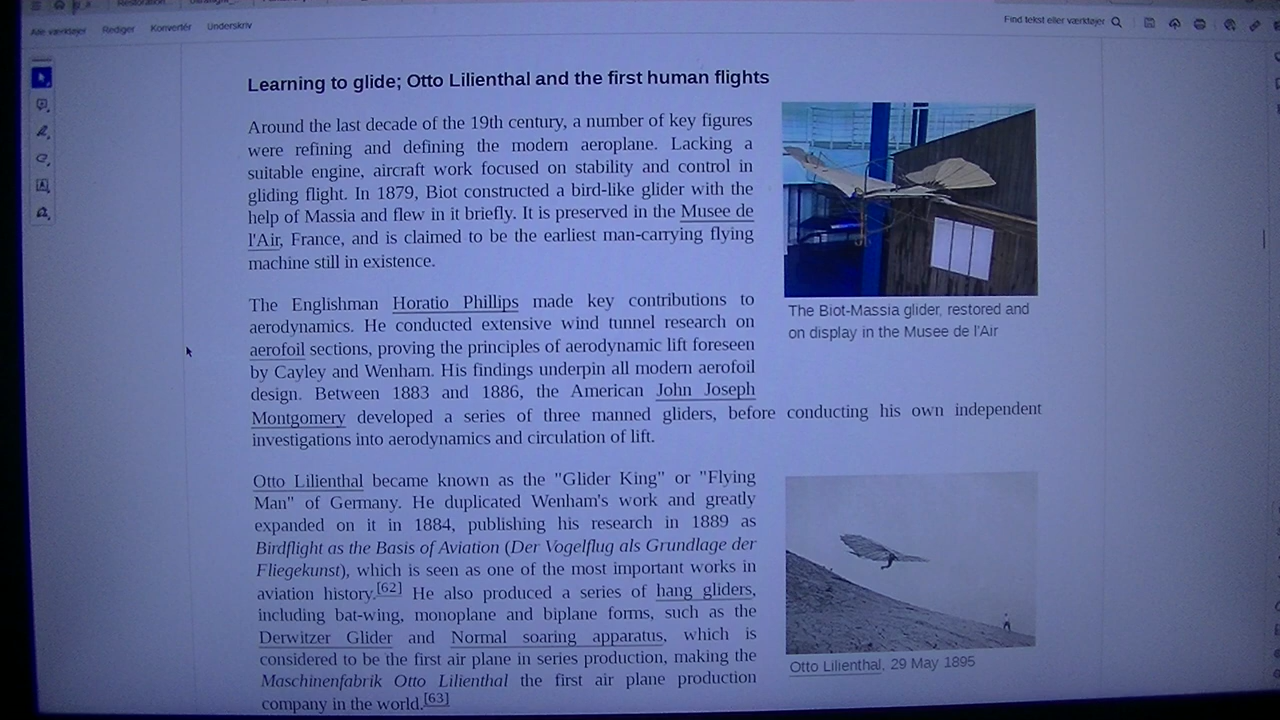 Restoration...
Alle værktøjer Rediger Konvertér Underskriv
Find tekst eller værktøjer
Learning to glide; Otto Lilienthal and the first human flights
Around the last decade of the 19th century, a number of key figures
were refining and defining the modern aeroplane. Lacking a
suitable engine, aircraft work focused on stability and control in
gliding flight. In 1879, Biot constructed a bird-like glider with the
help of Massia and flew in it briefly. It is preserved in the Musee de
l'Air, France, and is claimed to be the earliest man-carrying flying
machine still in existence.
The Biot-Massia glider, restored and
on display in the Musee de l'Air
The Englishman Horatio Phillips made key contributions to
aerodynamics. He conducted extensive wind tunnel research on
aerofoil sections, proving the principles of aerodynamic lift foreseen
by Cayley and Wenham. His findings underpin all modern aerofoil
design. Between 1883 and 1886, the American John Joseph
Montgomery developed a series of three manned gliders, before conducting his own independent
investigations into aerodynamics and circulation of lift.
Otto Lilienthal became known as the "Glider King" or "Flying
Man" of Germany. He duplicated Wenham's work and greatly
expanded on it in 1884, publishing his research in 1889 as
Birdflight as the Basis of Aviation (Der Vogelflug als Grundlage der
Fliegekunst), which is seen as one of the most important works in
aviation history.[62] He also produced a series of hang gliders,
including bat-wing, monoplane and biplane forms, such as the
Derwitzer Glider and Normal soaring apparatus, which is
considered to be the first air plane in series production, making the
Maschinenfabrik Otto Lilienthal the first air plane production
company in the world.[63]
Otto Lilienthal, 29 May 1895